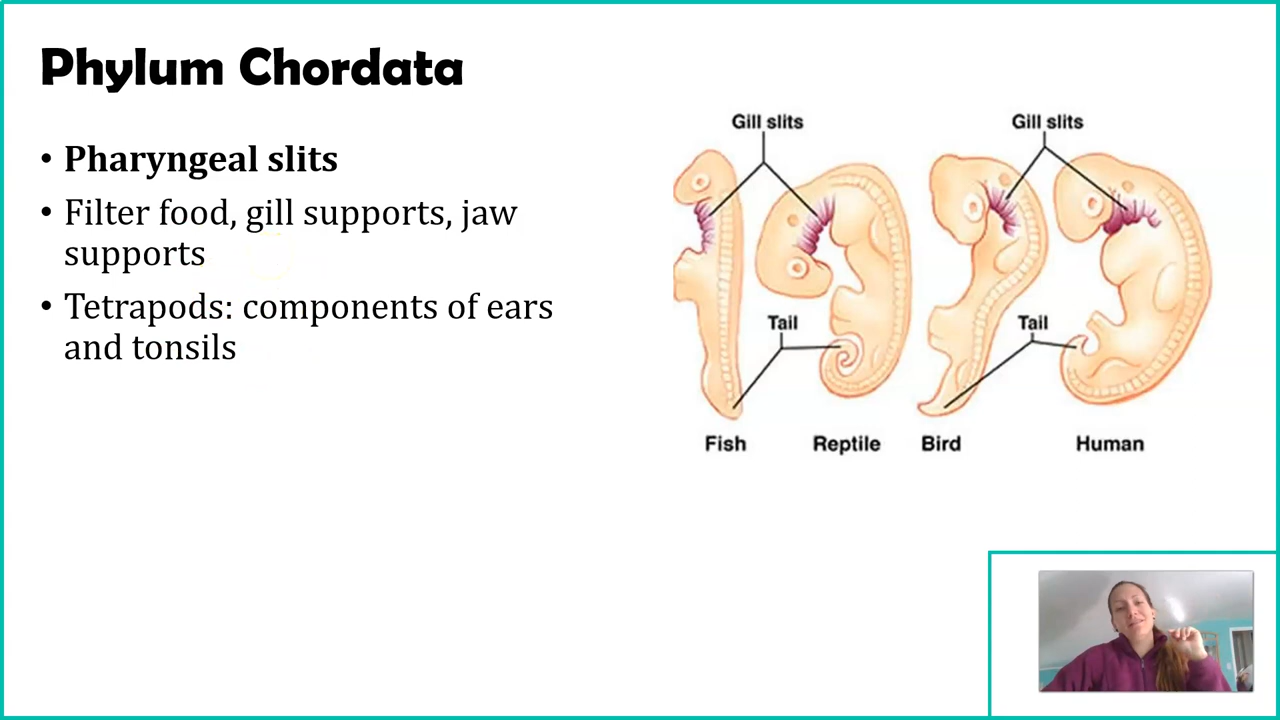 Phylum Chordata
• Pharyngeal slits
• Filter food, gill supports, jaw
supports
• Tetrapods: components of ears
and tonsils
Gill slits
Gill slits
Tail
Tail
Fish
Reptile
Bird
Human